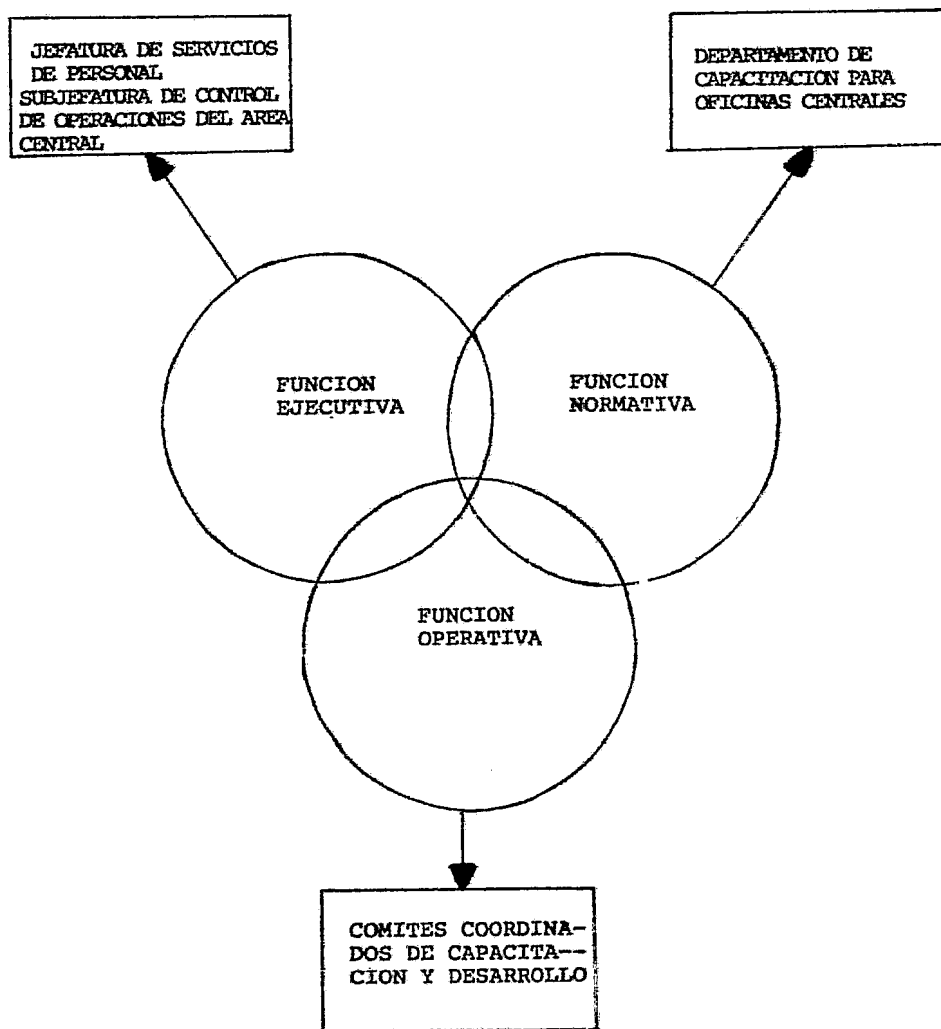 JEFATURA DE SERVICIOS
DE PERSONAL
SUBJEFATURA DE CONTROL
DE OPERACIONES DEL AREA
CENTRAL
DEPARTAMENTO DE
CAPACITACION PARA
OFICINAS CENTRALES
FUNCION
EJECUTIVA
FUNCION
NORMATIVA
FUNCION
OPERATIVA
COMITES COORDINA-
DOS DE CAPACITA--
CION Y DESARROLLO